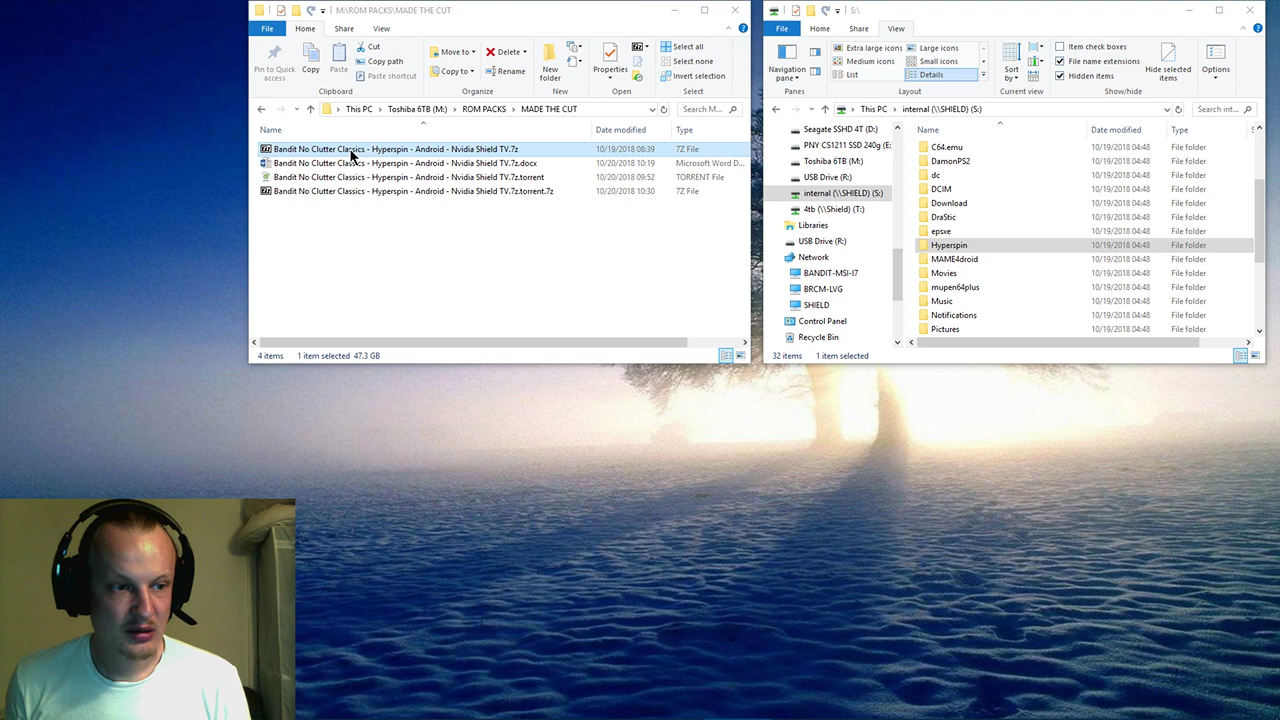 M:\ROM PACKS\MADE THE CUT
File Home Share View
Pin to Quick access
Copy
Paste
Cut
Copy path
Paste shortcut
Clipboard
Move to
Copy to
Delete
Rename
Organize
New folder
New
Properties
Open
Select all
Select none
Invert selection
Select
This PC Toshiba 6TB (M:) ROM PACKS MADE THE CUT
Search M...
Name Date modified Type
Bandit No Clutter Classics - Hyperspin - Android - Nvidia Shield TV.7z 10/19/2018 08:39 7Z File
Bandit No Clutter Classics - Hyperspin - Android - Nvidia Shield TV.7z.docx 10/20/2018 10:19 Microsoft Word D...
Bandit No Clutter Classics - Hyperspin - Android - Nvidia Shield TV.7z.torrent 10/20/2018 09:52 TORRENT File
Bandit No Clutter Classics - Hyperspin - Android - Nvidia Shield TV.7z.torrent.7z 10/20/2018 10:30 7Z File
4 items 1 item selected 47.3 GB
S:\
File Home Share View
Navigation pane
Panes
Extra large icons Large icons
Medium icons Small icons
List Details
Layout
Sort by
Current view
Item check boxes
File name extensions
Hidden items
Hide selected items
Show/hide
Options
This PC internal (\\SHIELD) (S:)
Search int...
Seagate SSHD 4T (D:)
PNY CS1211 SSD 240g (E:
Toshiba 6TB (M:)
USB Drive (R:)
internal (\\SHIELD) (S:)
4tb (\\Shield) (T:)
Libraries
USB Drive (R:)
Network
BANDIT-MSI-I7
BRCM-LVG
SHIELD
Control Panel
Recycle Bin
Name Date modified Type S
C64.emu 10/19/2018 04:48 File folder
DamonPS2 10/19/2018 04:48 File folder
dc 10/19/2018 04:48 File folder
DCIM 10/19/2018 04:48 File folder
Download 10/19/2018 04:48 File folder
DraStic 10/19/2018 04:48 File folder
epsxe 10/19/2018 04:48 File folder
Hyperspin 10/19/2018 04:48 File folder
MAME4droid 10/19/2018 04:48 File folder
Movies 10/19/2018 04:48 File folder
mupen64plus 10/19/2018 04:48 File folder
Music 10/19/2018 04:48 File folder
Notifications 10/19/2018 04:48 File folder
Pictures 10/19/2018 04:48 File folder
32 items 1 item selected